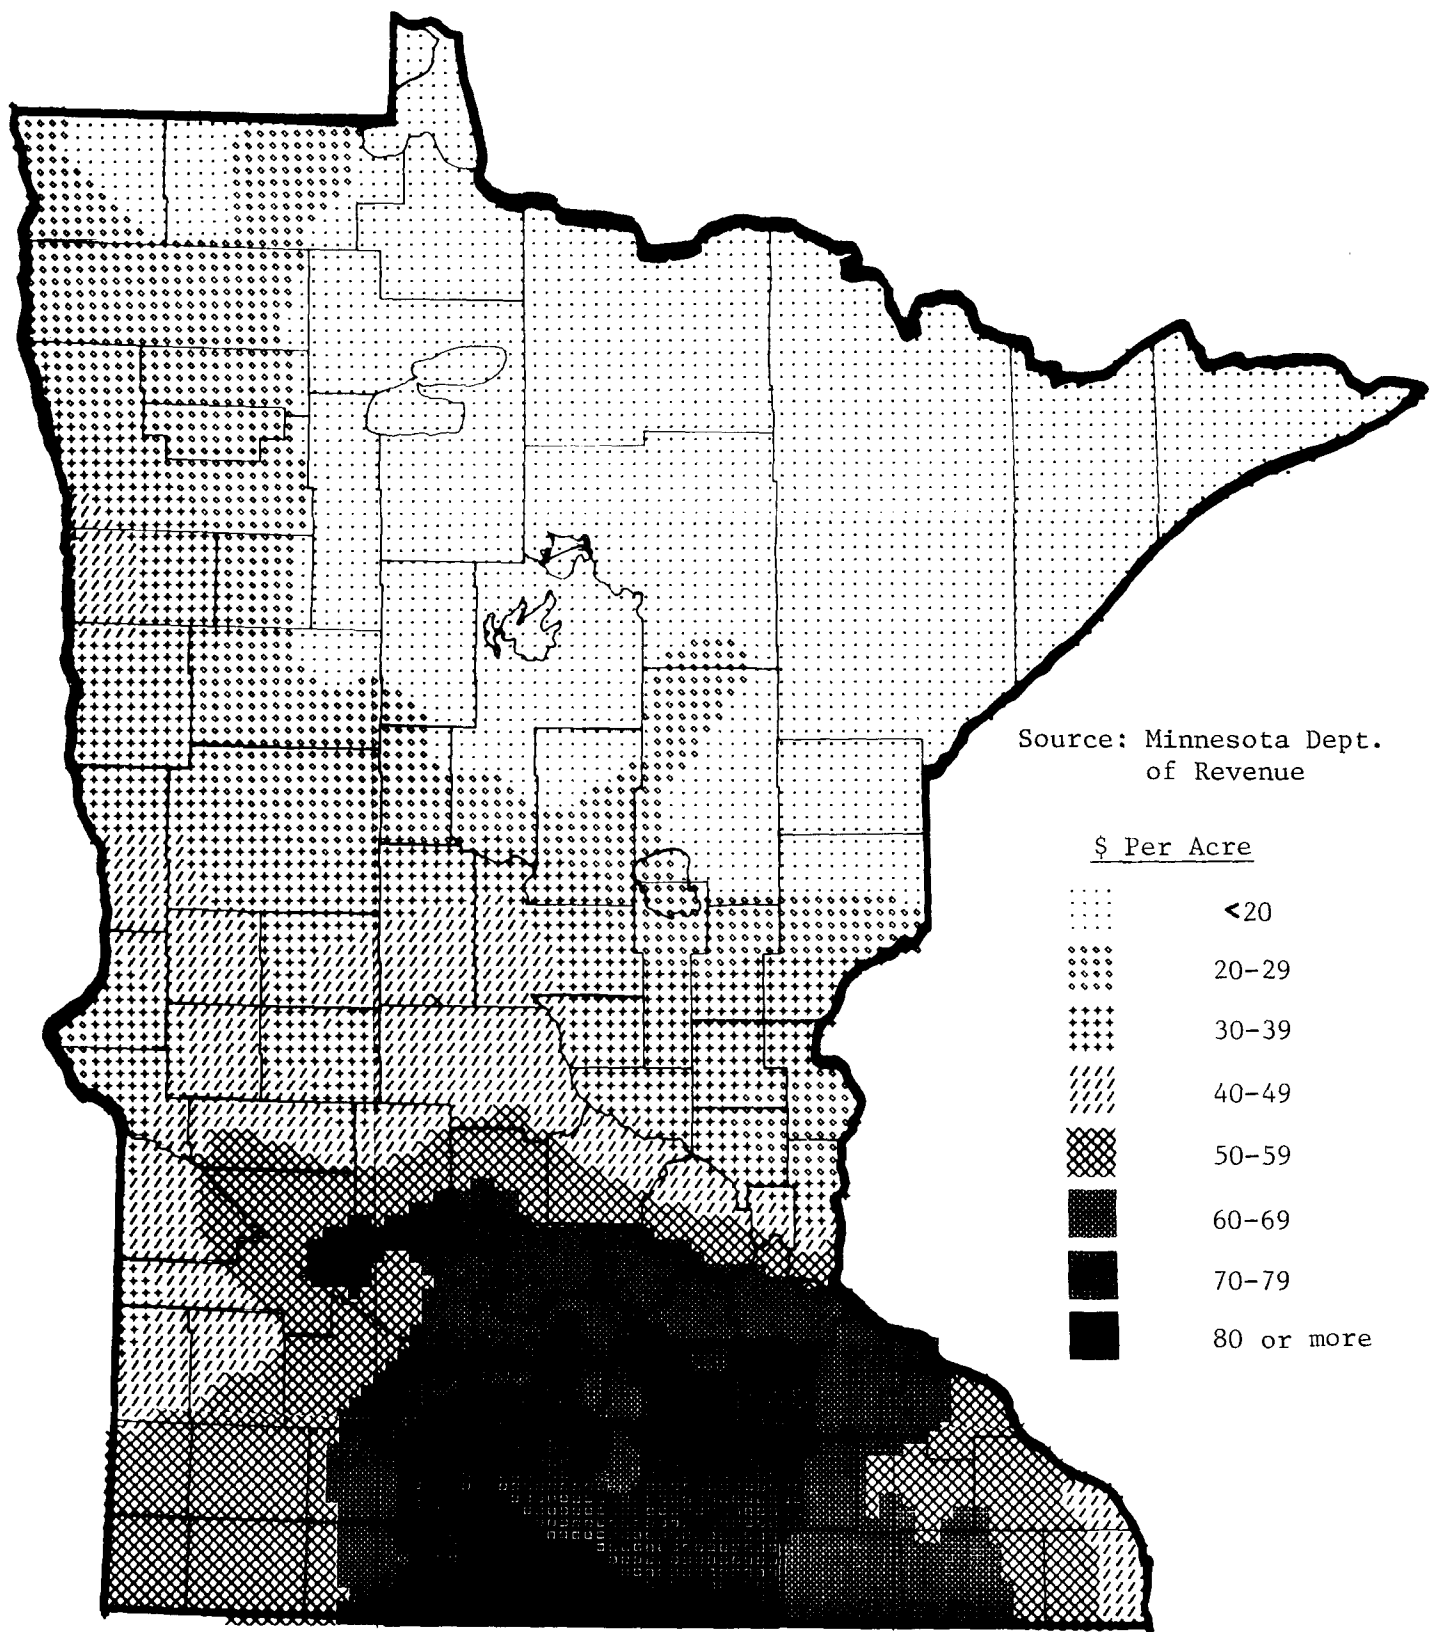 Source: Minnesota Dept.
of Revenue
$ Per Acre
<20
20-29
30-39
40-49
50-59
60-69
70-79
80 or more